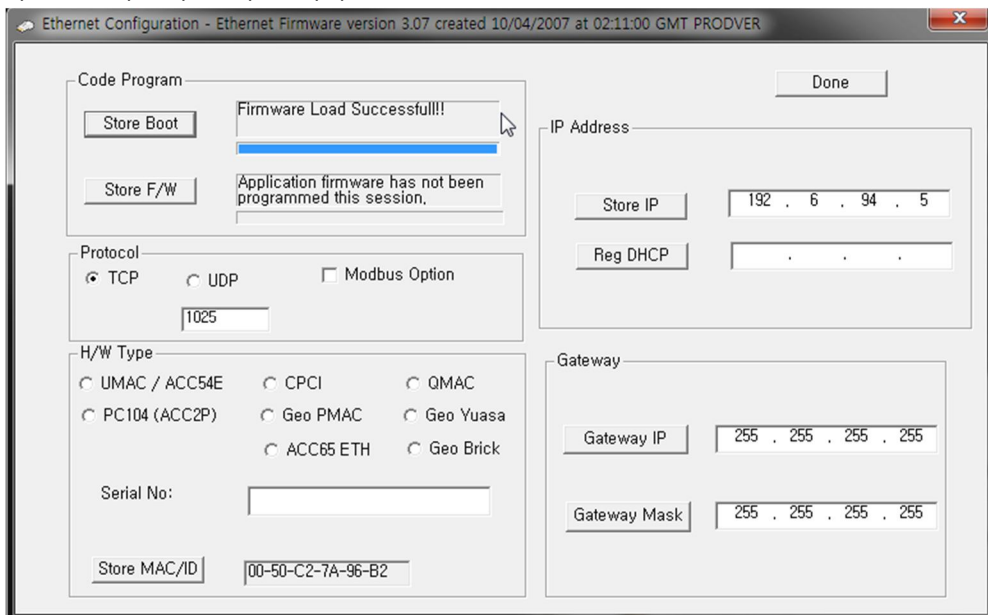 Ethernet Configuration - Ethernet Firmware version 3.07 created 10/04/2007 at 02:11:00 GMT PRODVER
Code Program
Store Boot
Firmware Load Successfull!!
Store F/W
Application firmware has not been
programmed this session,
Protocol
TCP
UDP
Modbus Option
1025
H/W Type
UMAC / ACC54E
CPCI
QMAC
PC104 (ACC2P)
Geo PMAC
Geo Yuasa
ACC65 ETH
Geo Brick
Serial No:
Store MAC/ID
00-50-C2-7A-96-B2
Done
IP Address
Store IP
192 . 6 . 94 . 5
Reg DHCP
. . .
Gateway
Gateway IP
255 . 255 . 255 . 255
Gateway Mask
255 . 255 . 255 . 255